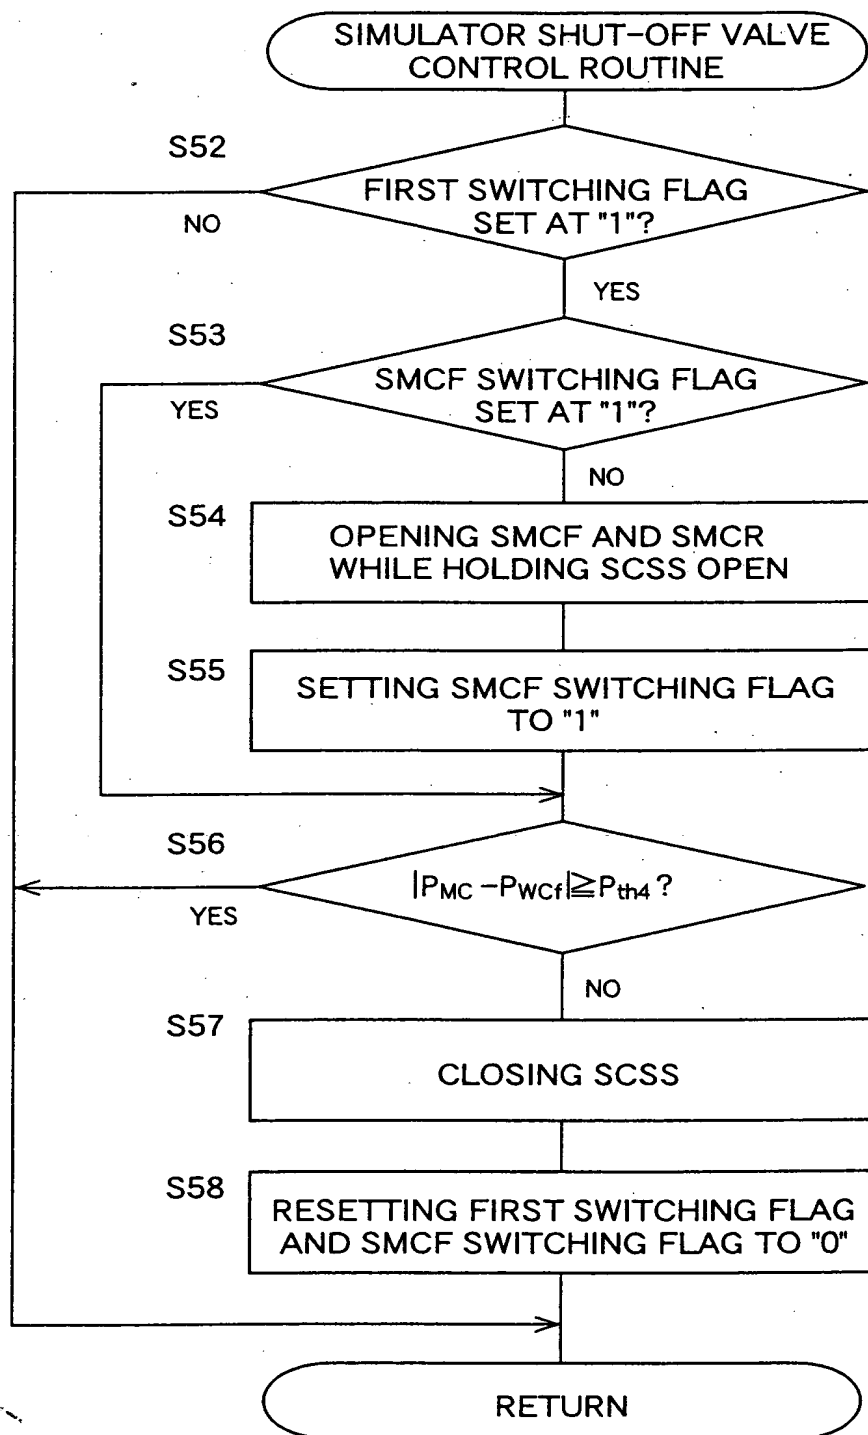 SIMULATOR SHUT-OFF VALVE
CONTROL ROUTINE
S52
FIRST SWITCHING FLAG
SET AT "1"?
NO
YES
S53
SMCF SWITCHING FLAG
SET AT "1"?
YES
NO
S54
OPENING SMCF AND SMCR
WHILE HOLDING SCSS OPEN
S55
SETTING SMCF SWITCHING FLAG
TO "1"
S56
|PMC -PWCf|≧Pth4 ?
YES
NO
S57
CLOSING SCSS
S58
RESETTING FIRST SWITCHING FLAG
AND SMCF SWITCHING FLAG TO "0"
RETURN